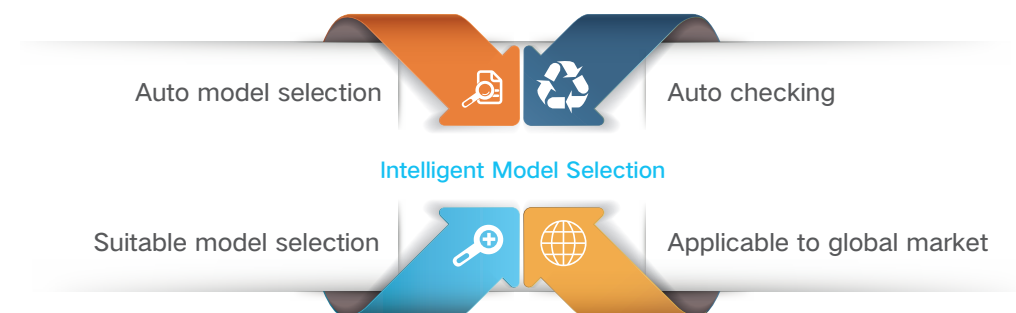 Auto model selection
Auto checking
Intelligent Model Selection
Suitable model selection
Applicable to global market